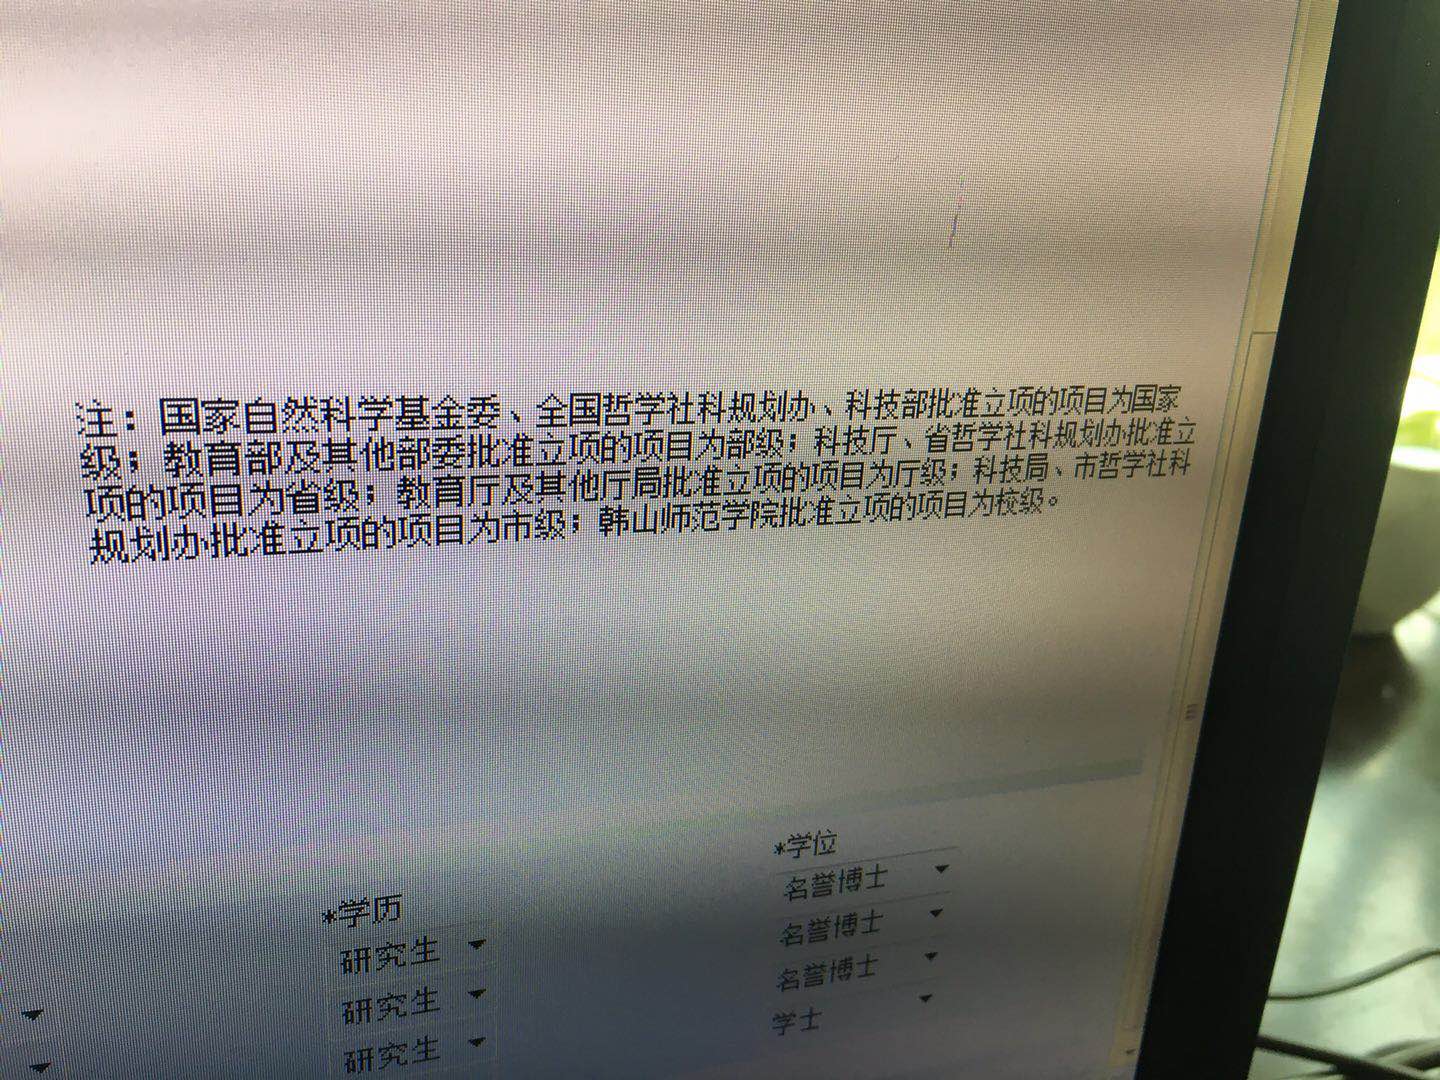 注：国家自然科学基金委、全国哲学社科规划办、科技部批准立项的项目为国家
级；教育部及其他部委批准立项的项目为部级；科技厅、省哲学社科规划办批准立
项的项目为省级；教育厅及其他厅局批准立项的项目为厅级；科技局、市哲学社科
规划办批准立项的项目为市级；韩山师范学院批准立项的项目为校级。
*学历
*学位
研究生
名誉博士
研究生
名誉博士
研究生
名誉博士
学士